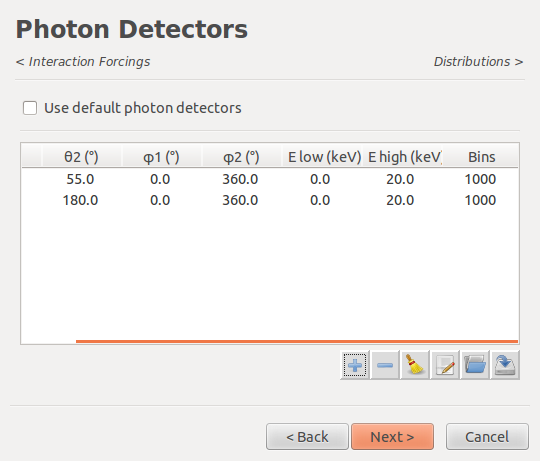 Photon Detectors
< Interaction Forcings Distributions >
Use default photon detectors
θ2 (°) φ1 (°) φ2 (°) E low (keV) E high (keV Bins
55.0 0.0 360.0 0.0 20.0 1000
180.0 0.0 360.0 0.0 20.0 1000
< Back Next > Cancel